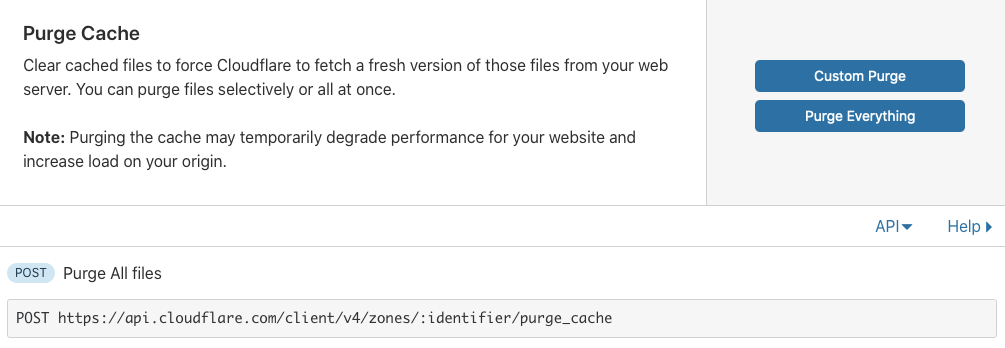 Purge Cache
Clear cached files to force Cloudflare to fetch a fresh version of those files from your web
server. You can purge files selectively or all at once.
Note: Purging the cache may temporarily degrade performance for your website and
increase load on your origin.
Custom Purge
Purge Everything
API
Help
POST Purge All files
POST https://api.cloudflare.com/client/v4/zones/:identifier/purge_cache